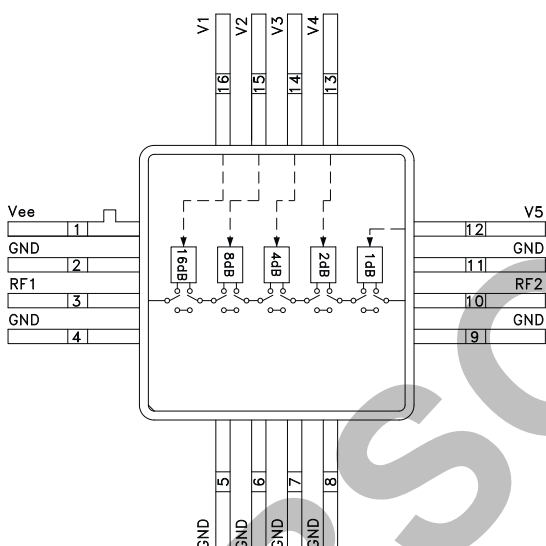 V1 V2 V3 V4
16 15 14 13
Vee 1
GND 2
RF1 3
GND 4
12 V5
11 GND
10 RF2
9 GND
16dB 8dB 4dB 2dB 1dB
5 6 7 8
GND GND GND GND